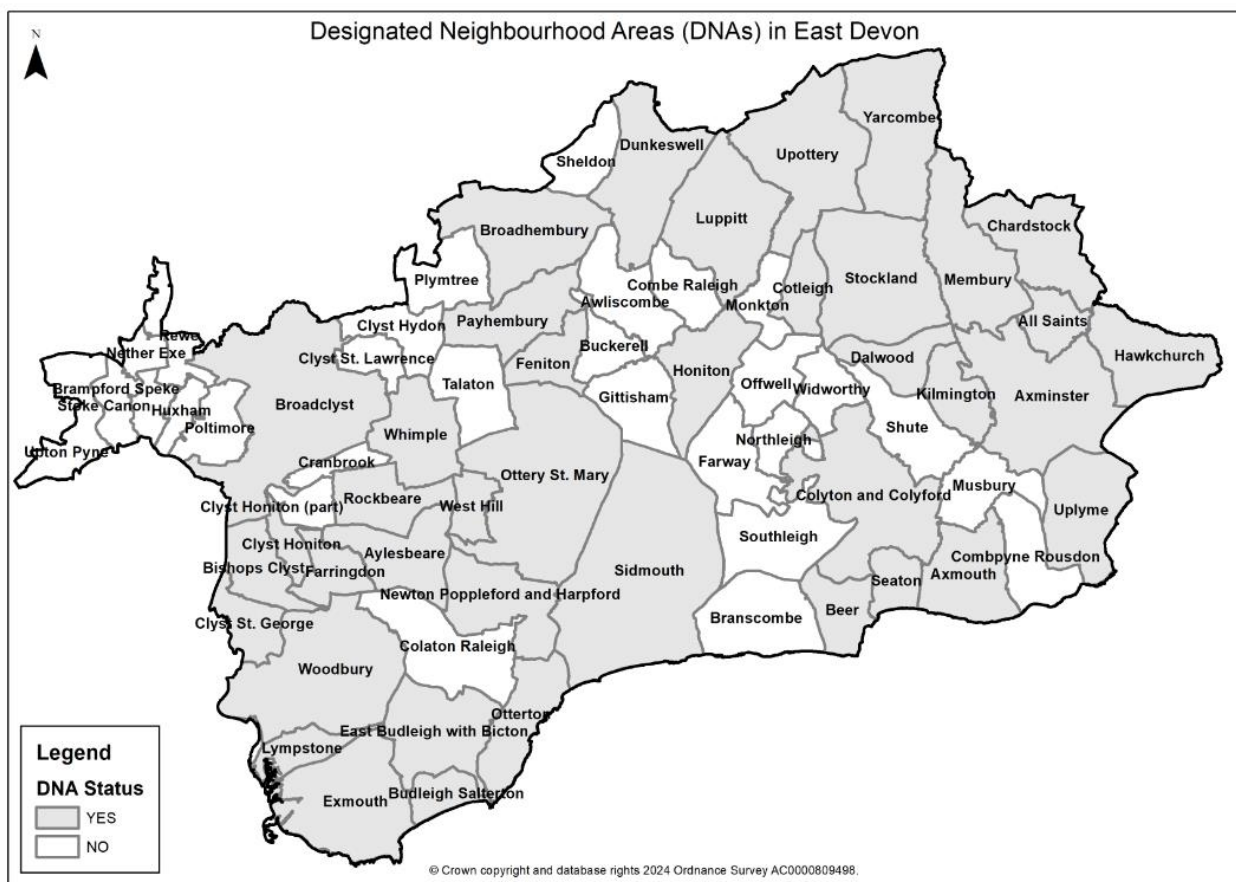 Designated Neighbourhood Areas (DNAs) in East Devon
N
Yarcombe
Dunkeswell
Upottery
Sheldon
Luppitt
Chardstock
Broadhembury
Stockland
Plymtree
Combe Raleigh
Cotleigh
Membury
Awliscombe
Monkton
Clyst Hydon
Payhembury
All Saints
Rewe
Nether Exe
Buckerell
Clyst St. Lawrence
Feniton
Dalwood
Hawkchurch
Honiton
Talaton
Offwell
Widworthy
Brampford Speke
Kilmington
Axminster
Gittisham
Stoke Canon
Huxham
Broadclyst
Poltimore
Shute
Whimple
Northleigh
Upton Pyne
Cranbrook
Farway
Ottery St. Mary
Musbury
Rockbeare
Colyton and Colyford
Clyst Honiton (part)
West Hill
Uplyme
Southleigh
Clyst Honiton
Aylesbeare
Combpyne Rousdon
Bishops Clyst
Farringdon
Sidmouth
Seaton
Axmouth
Newton Poppleford and Harpford
Beer
Branscombe
Clyst St. George
Colaton Raleigh
Woodbury
Otterton
East Budleigh with Bicton
Lympstone
Budleigh Salterton
Exmouth
Legend
DNA Status
YES
NO
© Crown copyright and database rights 2024 Ordnance Survey AC0000809498.